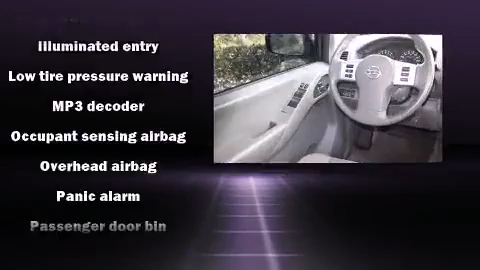 Illuminated entry
Low tire pressure warning
MP3 decoder
Occupant sensing airbag
Overhead airbag
Panic alarm
Passenger door bin